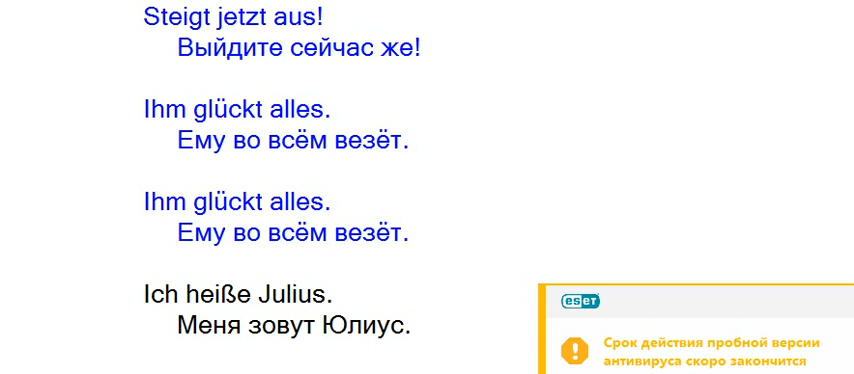 Steigt jetzt aus!
Выйдите сейчас же!
Ihm glückt alles.
Ему во всём везёт.
Ihm glückt alles.
Ему во всём везёт.
Ich heiße Julius.
Меня зовут Юлиус.
eseт
Срок действия пробной версии
антивируса скоро закончится